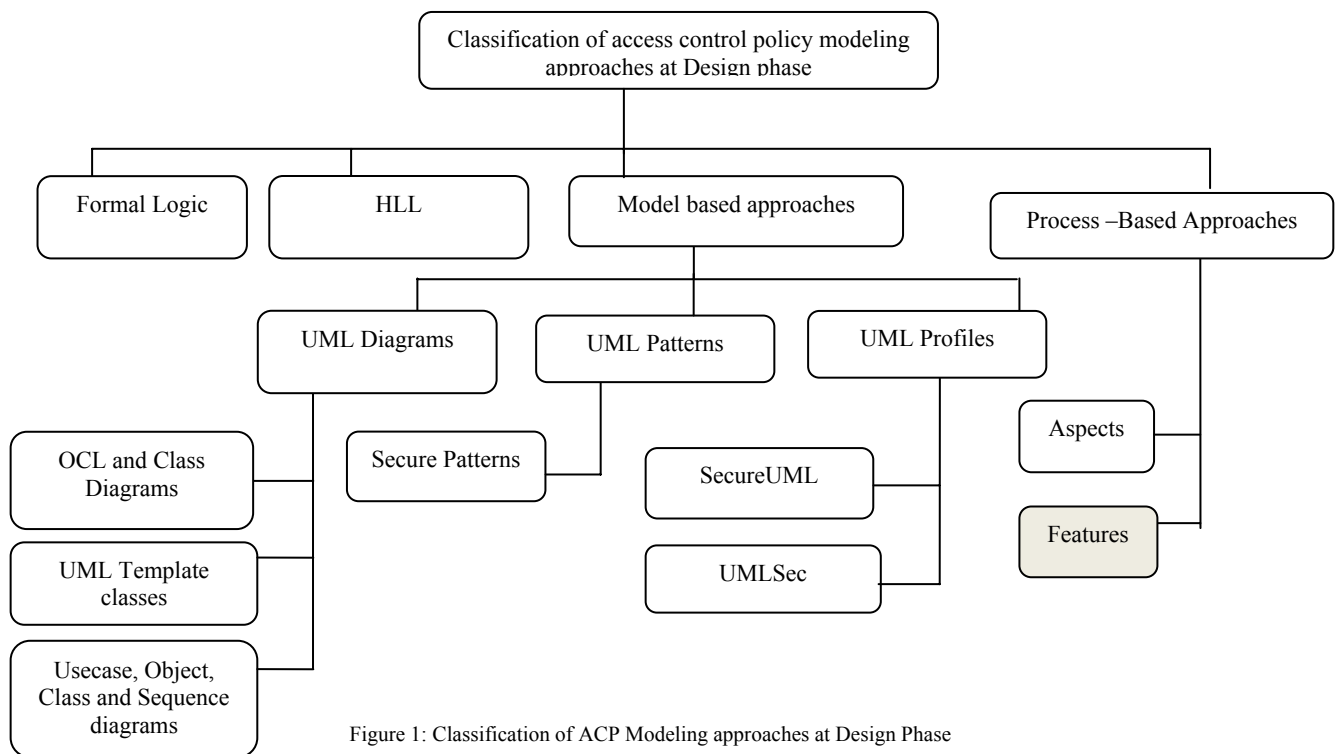 Classification of access control policy modeling
approaches at Design phase
Formal Logic
HLL
Model based approaches
Process –Based Approaches
UML Diagrams
UML Patterns
UML Profiles
OCL and Class
Diagrams
Secure Patterns
SecureUML
Aspects
UML Template
classes
UMLSec
Features
Usecase, Object,
Class and Sequence
diagrams
Figure 1: Classification of ACP Modeling approaches at Design Phase